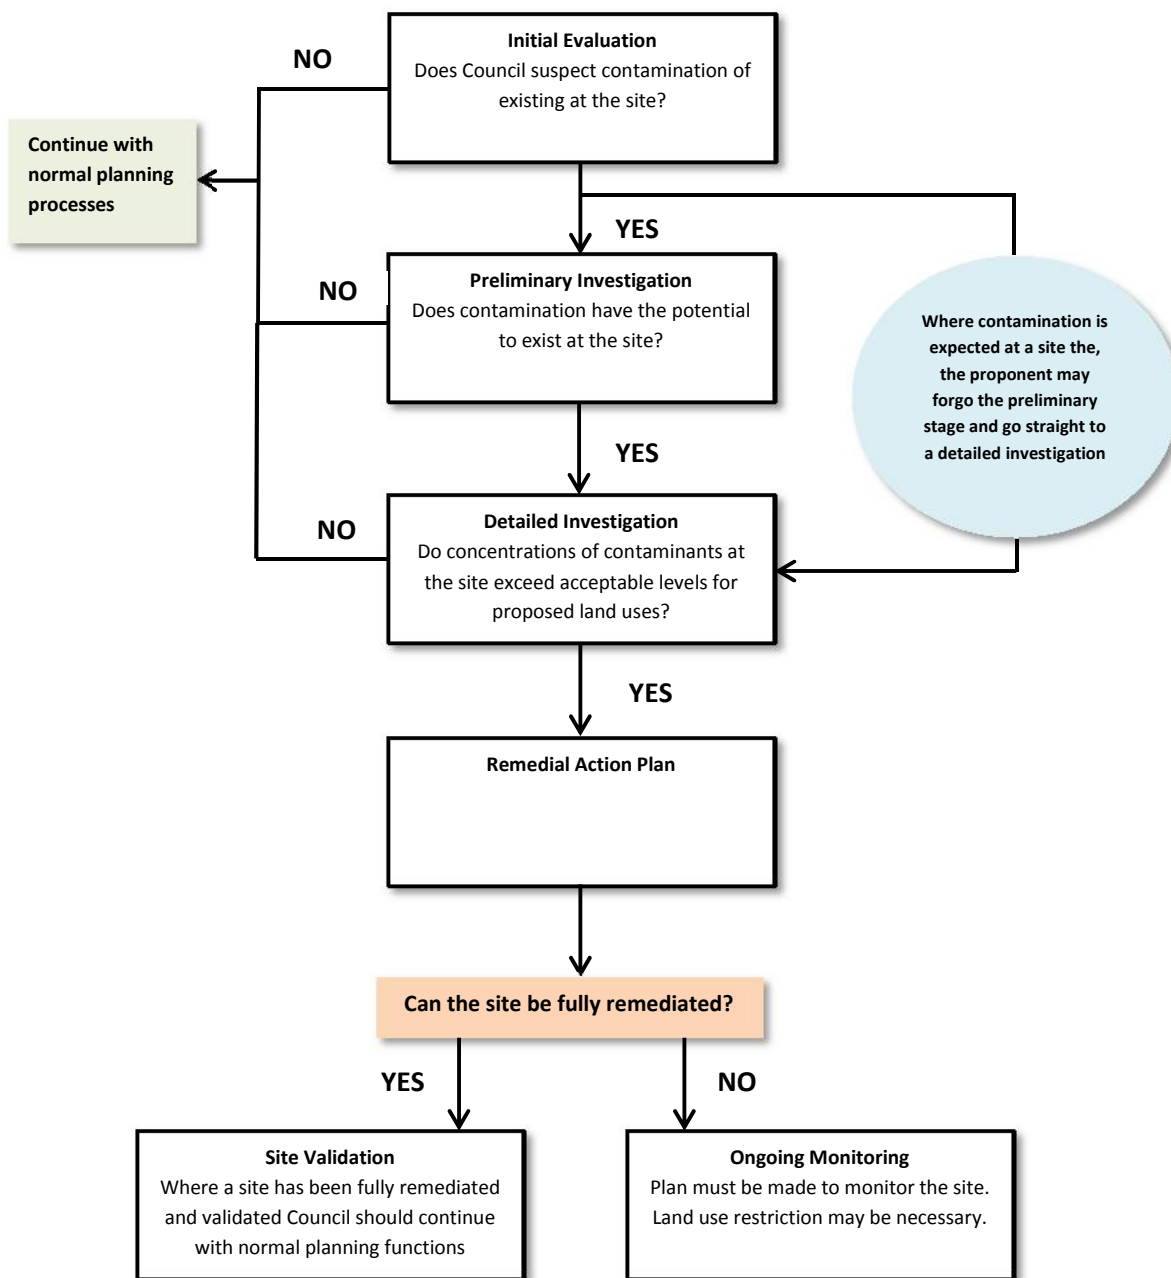 Initial Evaluation
Does Council suspect contamination of
existing at the site?
NO
Continue with
normal planning
processes
YES
Preliminary Investigation
Does contamination have the potential
to exist at the site?
NO
Where contamination is
expected at a site the,
the proponent may
forgo the preliminary
stage and go straight to
a detailed investigation
YES
Detailed Investigation
Do concentrations of contaminants at
the site exceed acceptable levels for
proposed land uses?
NO
YES
Remedial Action Plan
Can the site be fully remediated?
YES
NO
Site Validation
Where a site has been fully remediated
and validated Council should continue
with normal planning functions
Ongoing Monitoring
Plan must be made to monitor the site.
Land use restriction may be necessary.